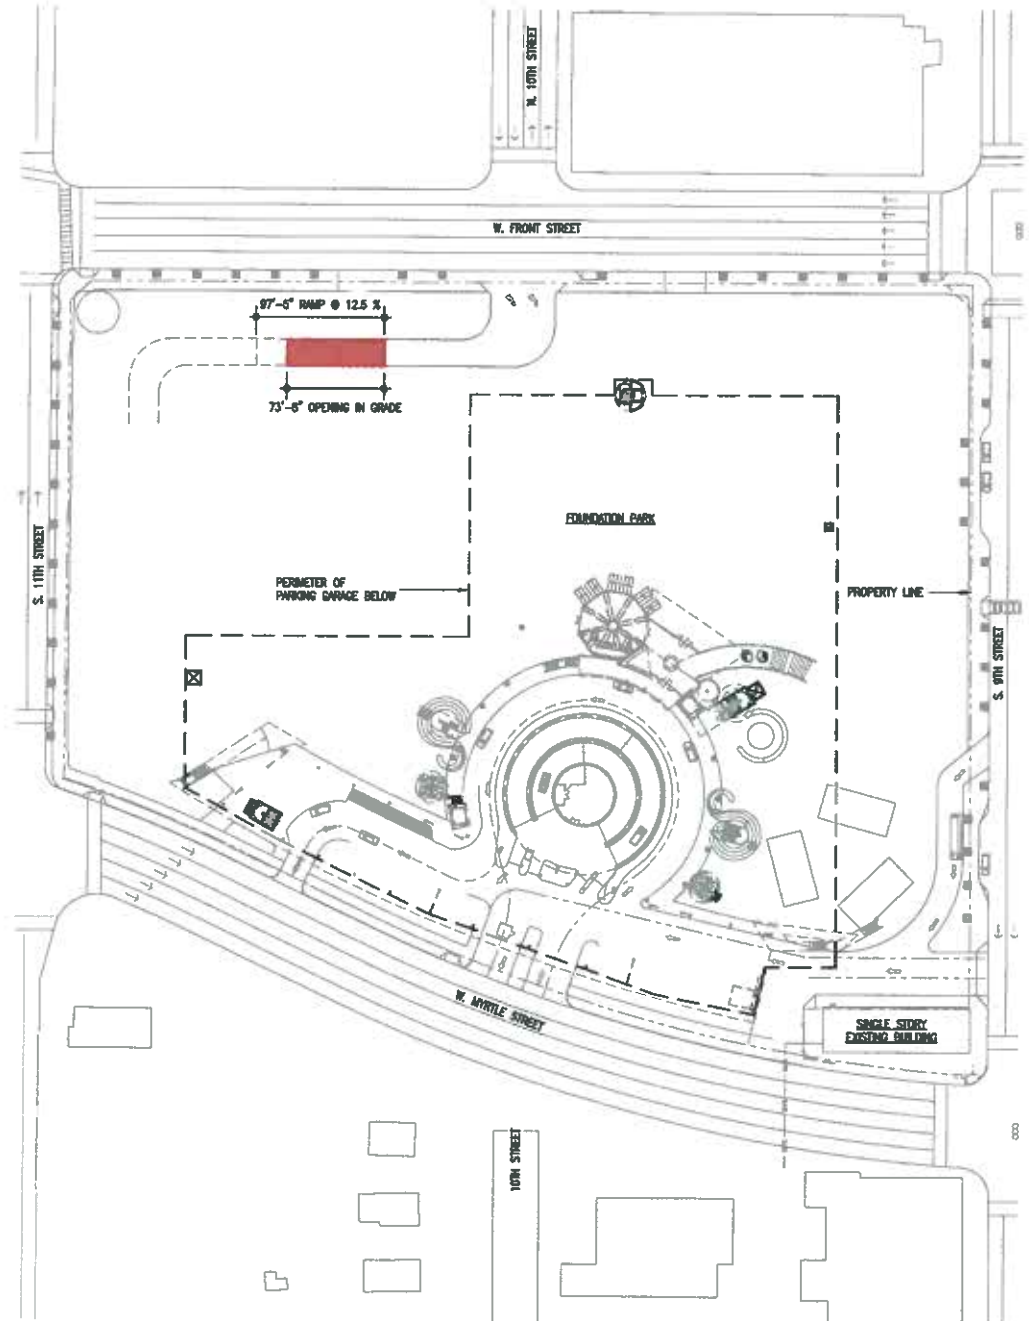 N. 10TH STREET
W. FRONT STREET
97'-6" RAMP @ 12.5 %
73'-6" OPENING IN GRADE
FOUNDATION PARK
S. 11TH STREET
PERIMETER OF
PARKING GARAGE BELOW
PROPERTY LINE
S. 9TH STREET
W. MYRTLE STREET
SINGLE STORY
EXISTING BUILDING
10TH STREET